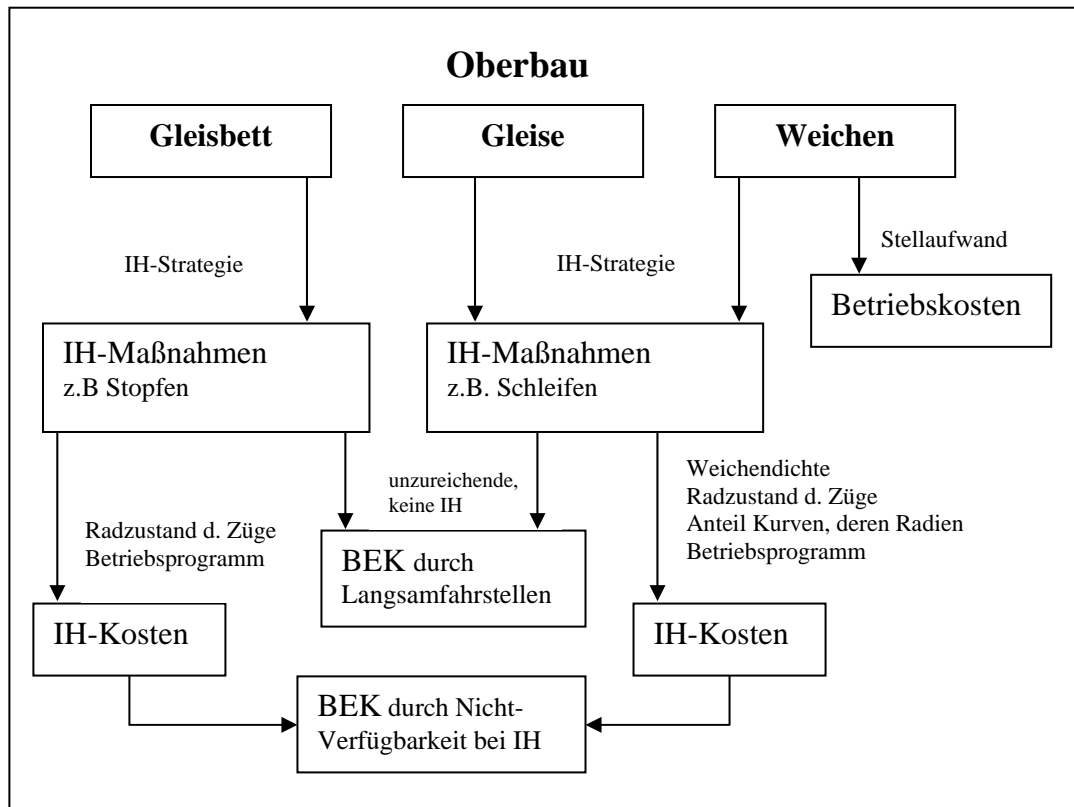 Oberbau
Gleisbett
Gleise
Weichen
IH-Strategie
IH-Strategie
Stellaufwand
Betriebskosten
IH-Maßnahmen
z.B Stopfen
IH-Maßnahmen
z.B. Schleifen
Radzustand d. Züge
Betriebsprogramm
unzureichende,
keine IH
Weichendichte
Radzustand d. Züge
Anteil Kurven, deren Radien
Betriebsprogramm
BEK durch
Langsamfahrstellen
IH-Kosten
IH-Kosten
BEK durch Nicht-
Verfügbarkeit bei IH